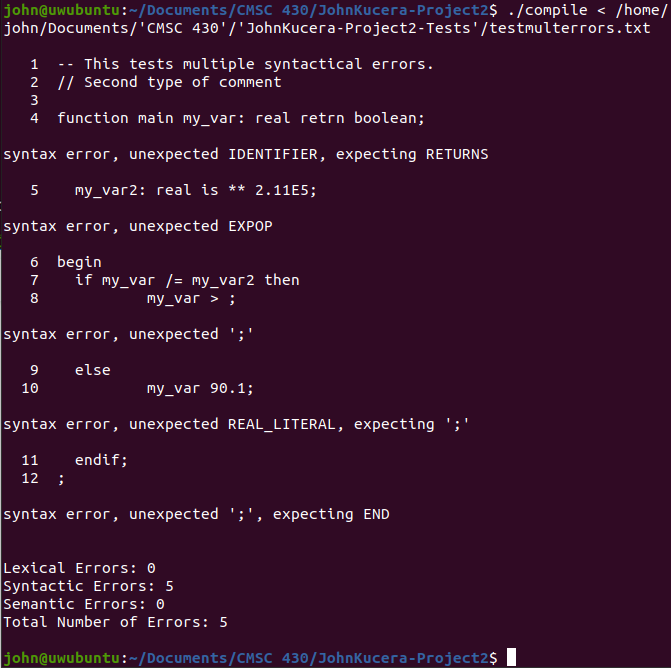 john@uwubuntu:~/Documents/CMSC 430/JohnKucera-Project2$ ./compile < /home/
john/Documents/'CMSC 430'/'JohnKucera-Project2-Tests'/testmulterrors.txt
1 -- This tests multiple syntactical errors.
2 // Second type of comment
3
4 function main my_var: real retrn boolean;
syntax error, unexpected IDENTIFIER, expecting RETURNS
5 my_var2: real is ** 2.11E5;
syntax error, unexpected EXPOP
6 begin
7 if my_var /= my_var2 then
8 my_var > ;
syntax error, unexpected ';'
9 else
10 my_var 90.1;
syntax error, unexpected REAL_LITERAL, expecting ';'
11 endif;
12 ;
syntax error, unexpected ';', expecting END
Lexical Errors: 0
Syntactic Errors: 5
Semantic Errors: 0
Total Number of Errors: 5
john@uwubuntu:~/Documents/CMSC 430/JohnKucera-Project2$